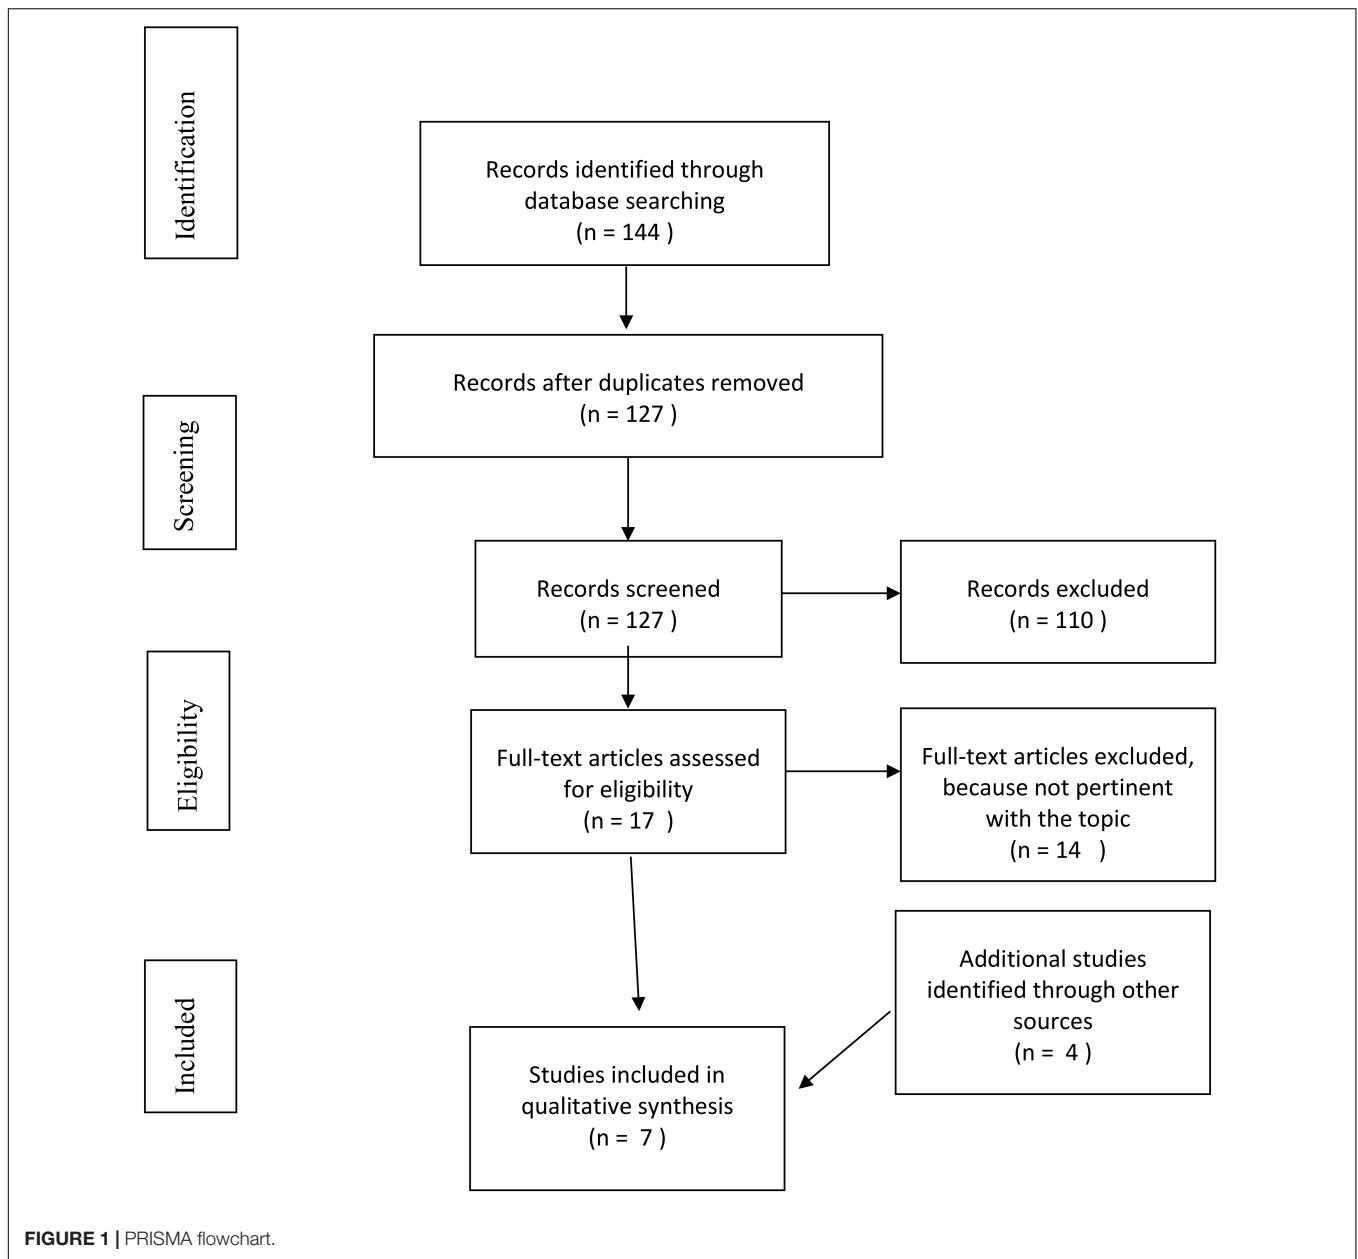 Identification
Records identified through
database searching
(n = 144 )
Records after duplicates removed
(n = 127 )
Screening
Records screened
(n = 127 )
Records excluded
(n = 110 )
Eligibility
Full-text articles assessed
for eligibility
(n = 17 )
Full-text articles excluded,
because not pertinent
with the topic
(n = 14 )
Additional studies
identified through other
sources
(n = 4 )
Included
Studies included in
qualitative synthesis
(n = 7 )
FIGURE 1 | PRISMA flowchart.